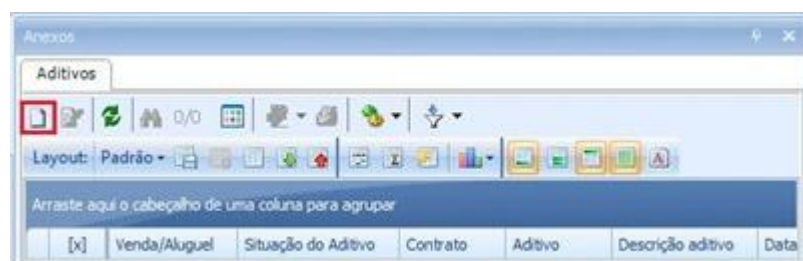 Anexos
Aditivos
0/0
Layout: Padrão
Arraste aqui o cabeçalho de uma coluna para agrupar
[x] Venda/Aluguel Situação do Aditivo Contrato Aditivo Descrição aditivo Data